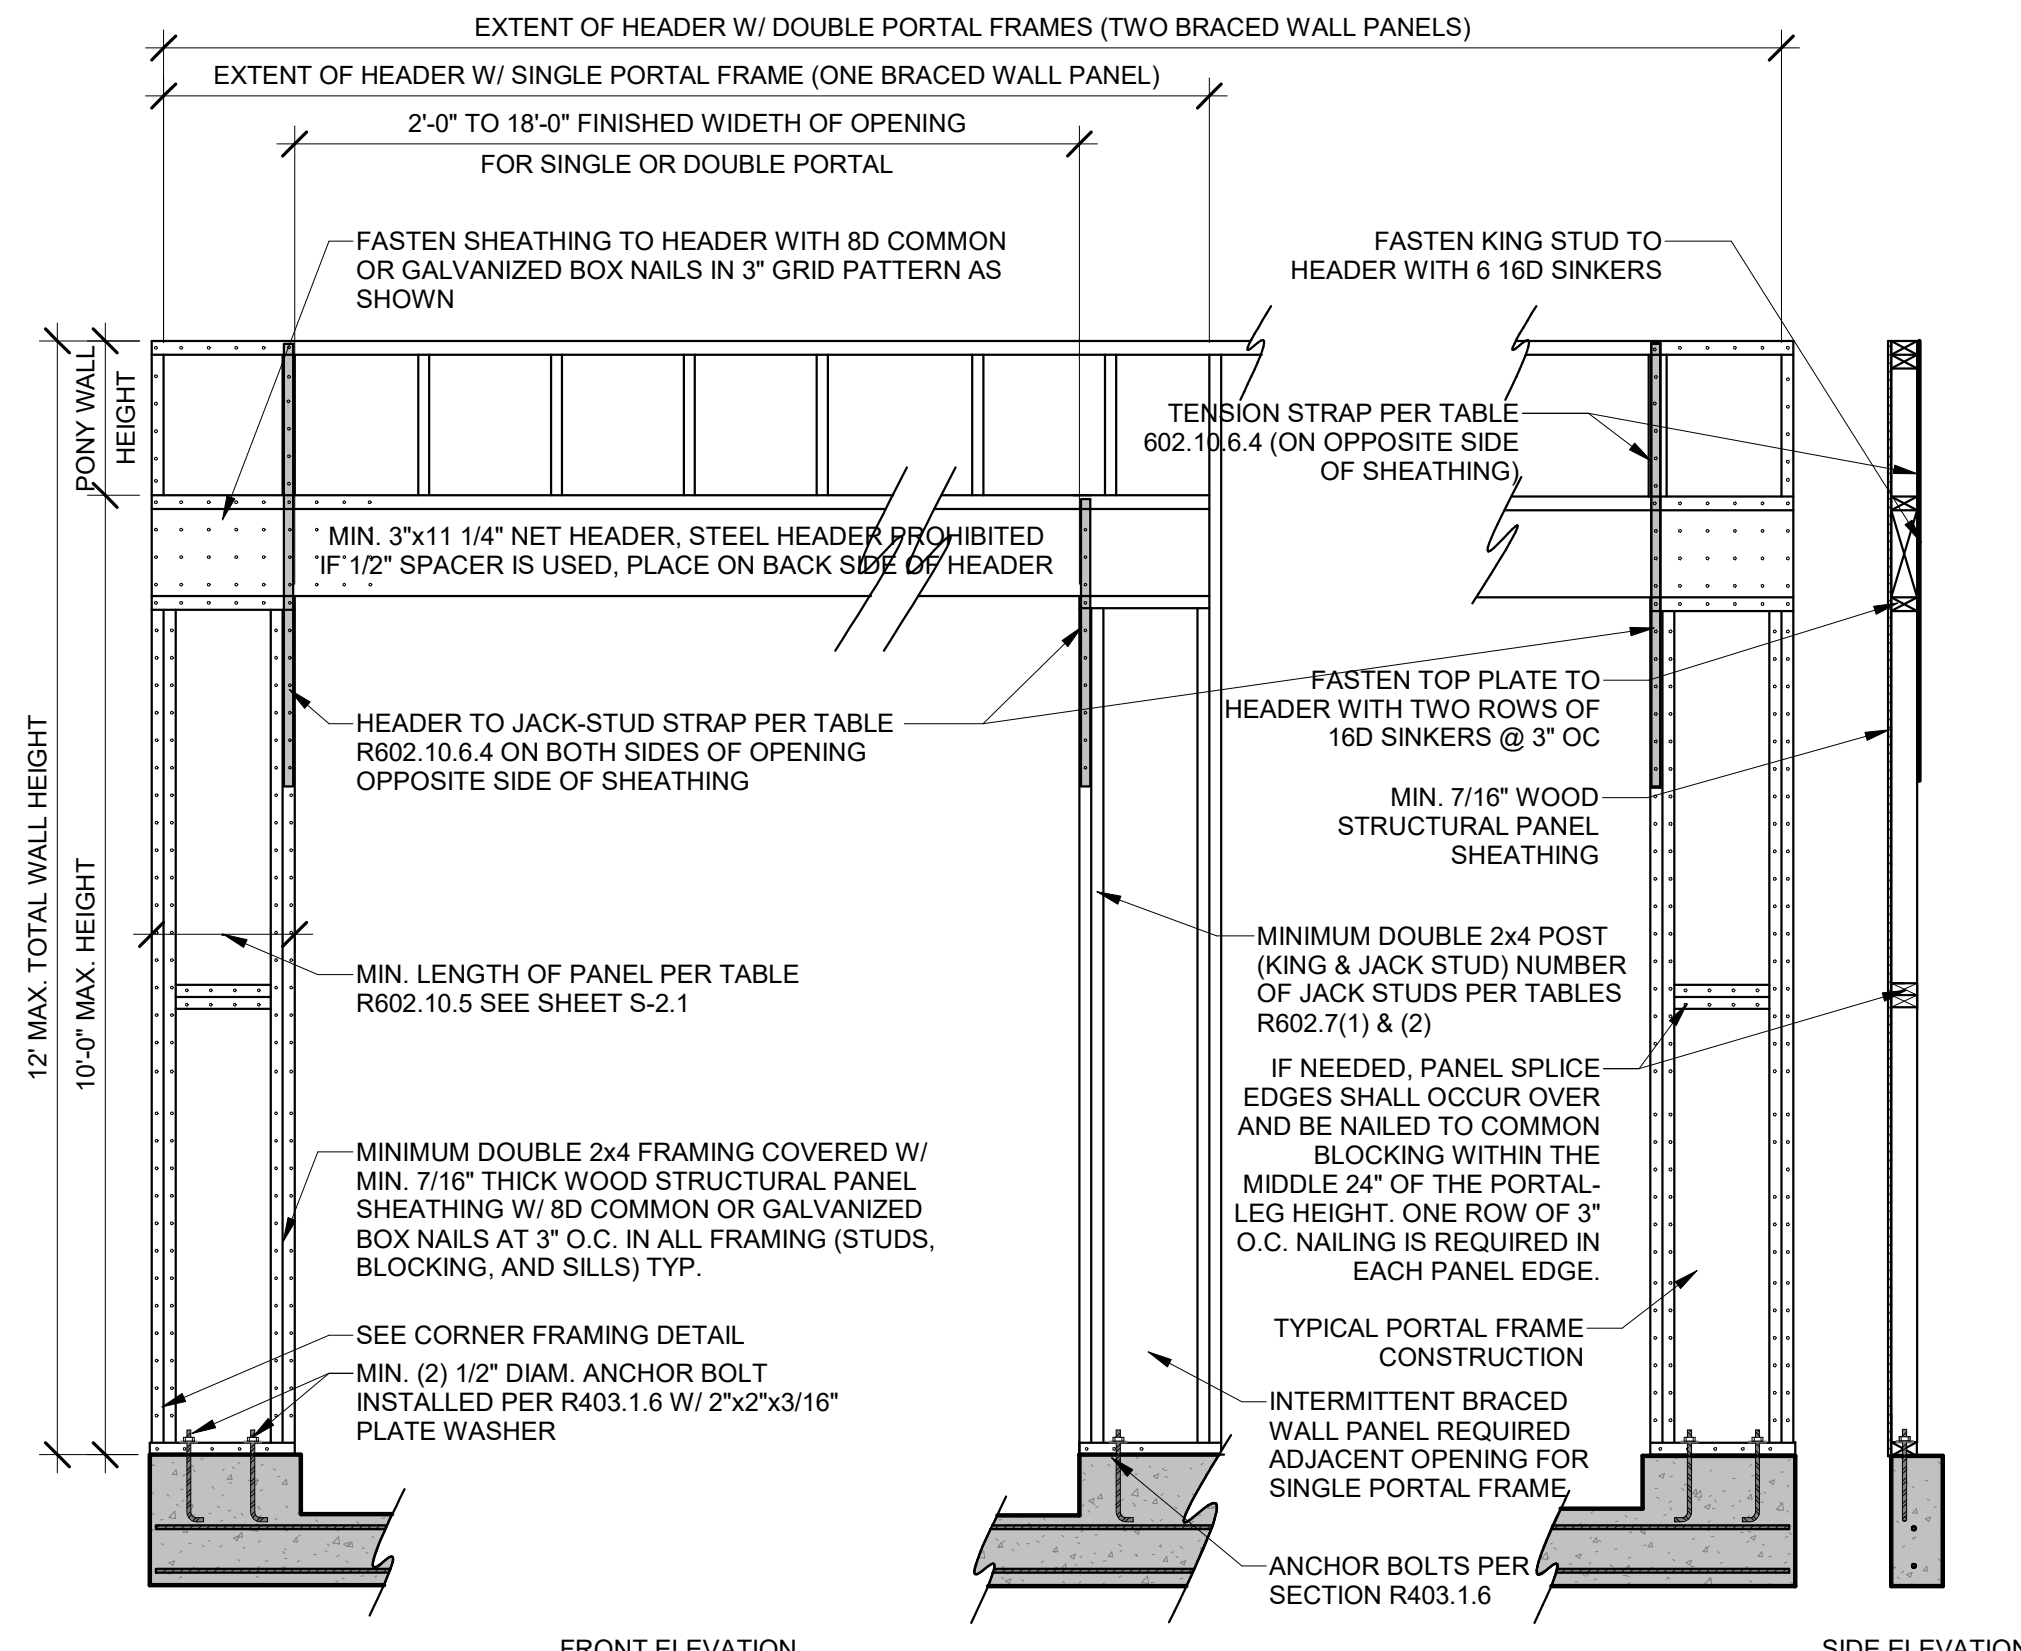 EXTENT OF HEADER W/ DOUBLE PORTAL FRAMES (TWO BRACED WALL PANELS)
EXTENT OF HEADER W/ SINGLE PORTAL FRAME (ONE BRACED WALL PANEL)
2'-0" TO 18'-0" FINISHED WIDETH OF OPENING
FOR SINGLE OR DOUBLE PORTAL
FASTEN SHEATHING TO HEADER WITH 8D COMMON
OR GALVANIZED BOX NAILS IN 3" GRID PATTERN AS
SHOWN
FASTEN KING STUD TO
HEADER WITH 6 16D SINKERS
PONY WALL
HEIGHT
TENSION STRAP PER TABLE
602.10.6.4 (ON OPPOSITE SIDE
OF SHEATHING)
MIN. 3"x11 1/4" NET HEADER, STEEL HEADER PROHIBITED
IF 1/2" SPACER IS USED, PLACE ON BACK SIDE OF HEADER
12' MAX. TOTAL WALL HEIGHT
10'-0" MAX. HEIGHT
HEADER TO JACK-STUD STRAP PER TABLE
R602.10.6.4 ON BOTH SIDES OF OPENING
OPPOSITE SIDE OF SHEATHING
FASTEN TOP PLATE TO
HEADER WITH TWO ROWS OF
16D SINKERS @ 3" OC
MIN. 7/16" WOOD
STRUCTURAL PANEL
SHEATHING
MIN. LENGTH OF PANEL PER TABLE
R602.10.5 SEE SHEET S-2.1
MINIMUM DOUBLE 2x4 POST
(KING & JACK STUD) NUMBER
OF JACK STUDS PER TABLES
R602.7(1) & (2)
IF NEEDED, PANEL SPLICE
EDGES SHALL OCCUR OVER
AND BE NAILED TO COMMON
BLOCKING WITHIN THE
MIDDLE 24" OF THE PORTAL-
LEG HEIGHT. ONE ROW OF 3"
O.C. NAILING IS REQUIRED IN
EACH PANEL EDGE.
MINIMUM DOUBLE 2x4 FRAMING COVERED W/
MIN. 7/16" THICK WOOD STRUCTURAL PANEL
SHEATHING W/ 8D COMMON OR GALVANIZED
BOX NAILS AT 3" O.C. IN ALL FRAMING (STUDS,
BLOCKING, AND SILLS) TYP.
SEE CORNER FRAMING DETAIL
MIN. (2) 1/2" DIAM. ANCHOR BOLT
INSTALLED PER R403.1.6 W/ 2"x2"x3/16"
PLATE WASHER
TYPICAL PORTAL FRAME
CONSTRUCTION
INTERMITTENT BRACED
WALL PANEL REQUIRED
ADJACENT OPENING FOR
SINGLE PORTAL FRAME
ANCHOR BOLTS PER
SECTION R403.1.6
FRONT ELEVATION
SIDE ELEVATION